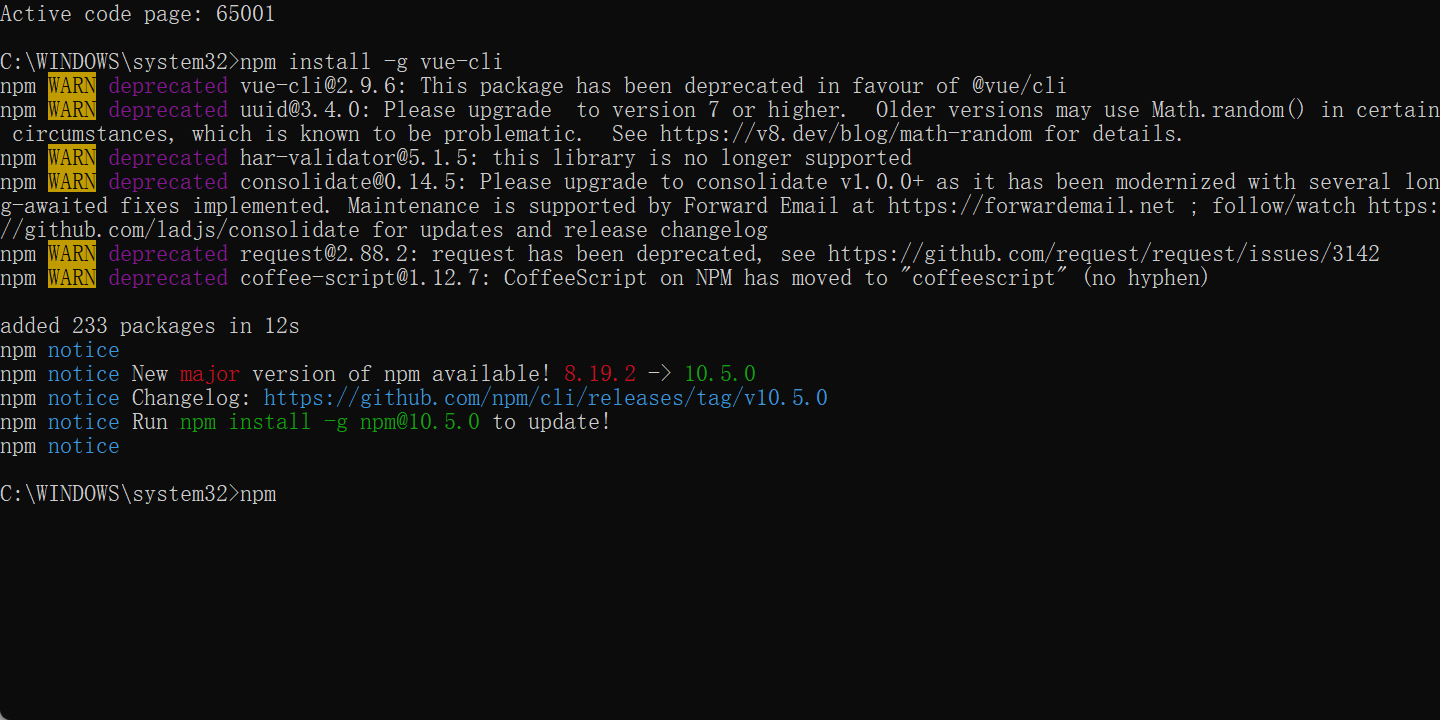 Active code page: 65001
C:\WINDOWS\system32>npm install -g vue-cli
npm WARN deprecated vue-cli@2.9.6: This package has been deprecated in favour of @vue/cli
npm WARN deprecated uuid@3.4.0: Please upgrade  to version 7 or higher.  Older versions may use Math.random() in certain
 circumstances, which is known to be problematic.  See https://v8.dev/blog/math-random for details.
npm WARN deprecated har-validator@5.1.5: this library is no longer supported
npm WARN deprecated consolidate@0.14.5: Please upgrade to consolidate v1.0.0+ as it has been modernized with several lon
g-awaited fixes implemented. Maintenance is supported by Forward Email at https://forwardemail.net ; follow/watch https:
//github.com/ladjs/consolidate for updates and release changelog
npm WARN deprecated request@2.88.2: request has been deprecated, see https://github.com/request/request/issues/3142
npm WARN deprecated coffee-script@1.12.7: CoffeeScript on NPM has moved to "coffeescript" (no hyphen)
added 233 packages in 12s
npm notice
npm notice New major version of npm available! 8.19.2 -> 10.5.0
npm notice Changelog: https://github.com/npm/cli/releases/tag/v10.5.0
npm notice Run npm install -g npm@10.5.0 to update!
npm notice
C:\WINDOWS\system32>npm